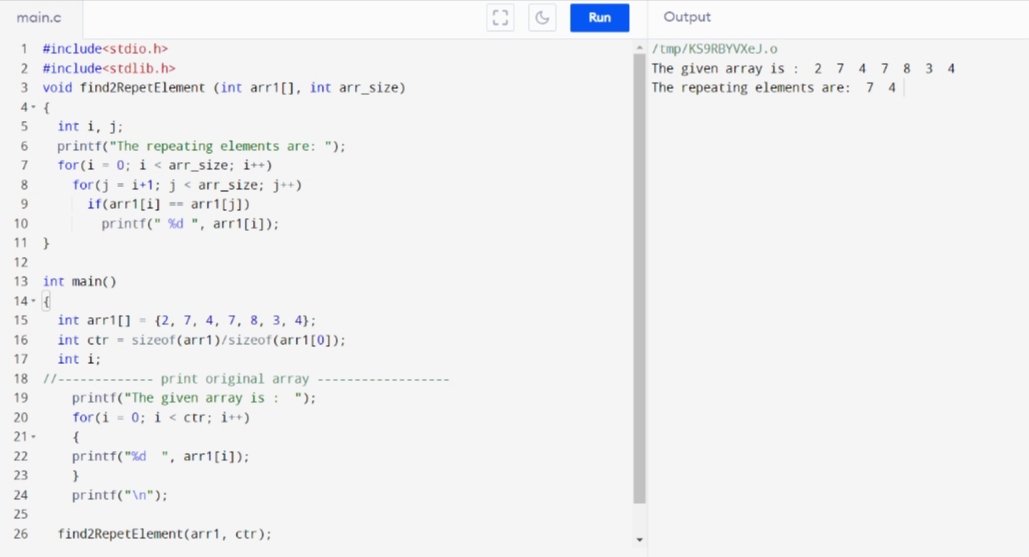 main.c
Run
Output
1 #include<stdio.h>
2 #include<stdlib.h>
3 void find2RepetElement (int arr1[], int arr_size)
4 {
5 int i, j;
6 printf("The repeating elements are: ");
7 for(i = 0; i < arr_size; i++)
8 for(j = i+1; j < arr_size; j++)
9 if(arr1[i] == arr1[j])
10 printf(" %d ", arr1[i]);
11 }
12
13 int main()
14 {
15 int arr1[] = {2, 7, 4, 7, 8, 3, 4};
16 int ctr = sizeof(arr1)/sizeof(arr1[0]);
17 int i;
18 //------------- print original array ------------------
19 printf("The given array is :  ");
20 for(i = 0; i < ctr; i++)
21 {
22 printf("%d  ", arr1[i]);
23 }
24 printf("\n");
25
26 find2RepetElement(arr1, ctr);
/tmp/KS9RBYVXeJ.o
The given array is :  2  7  4  7  8  3  4
The repeating elements are:  7  4